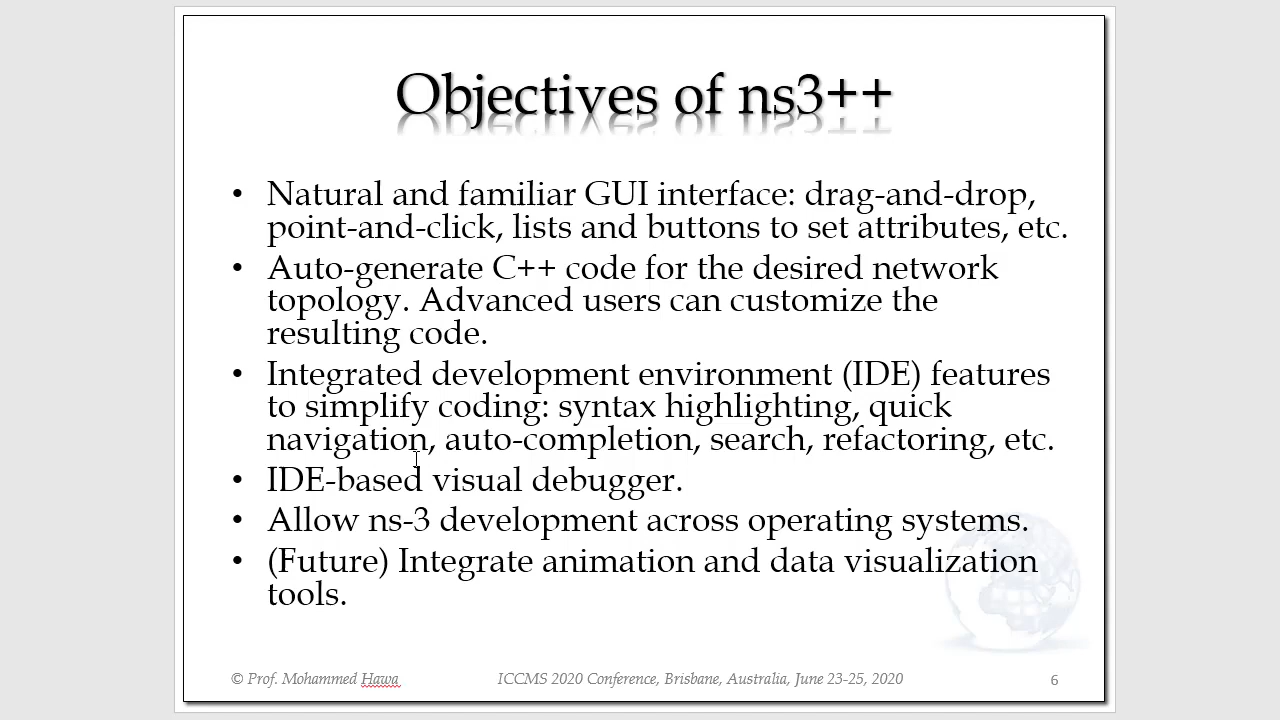 Objectives of ns3++
• Natural and familiar GUI interface: drag-and-drop,
point-and-click, lists and buttons to set attributes, etc.
• Auto-generate C++ code for the desired network
topology. Advanced users can customize the
resulting code.
• Integrated development environment (IDE) features
to simplify coding: syntax highlighting, quick
navigation, auto-completion, search, refactoring, etc.
• IDE-based visual debugger.
• Allow ns-3 development across operating systems.
• (Future) Integrate animation and data visualization
tools.
© Prof. Mohammed Hawa ICCMS 2020 Conference, Brisbane, Australia, June 23-25, 2020 6